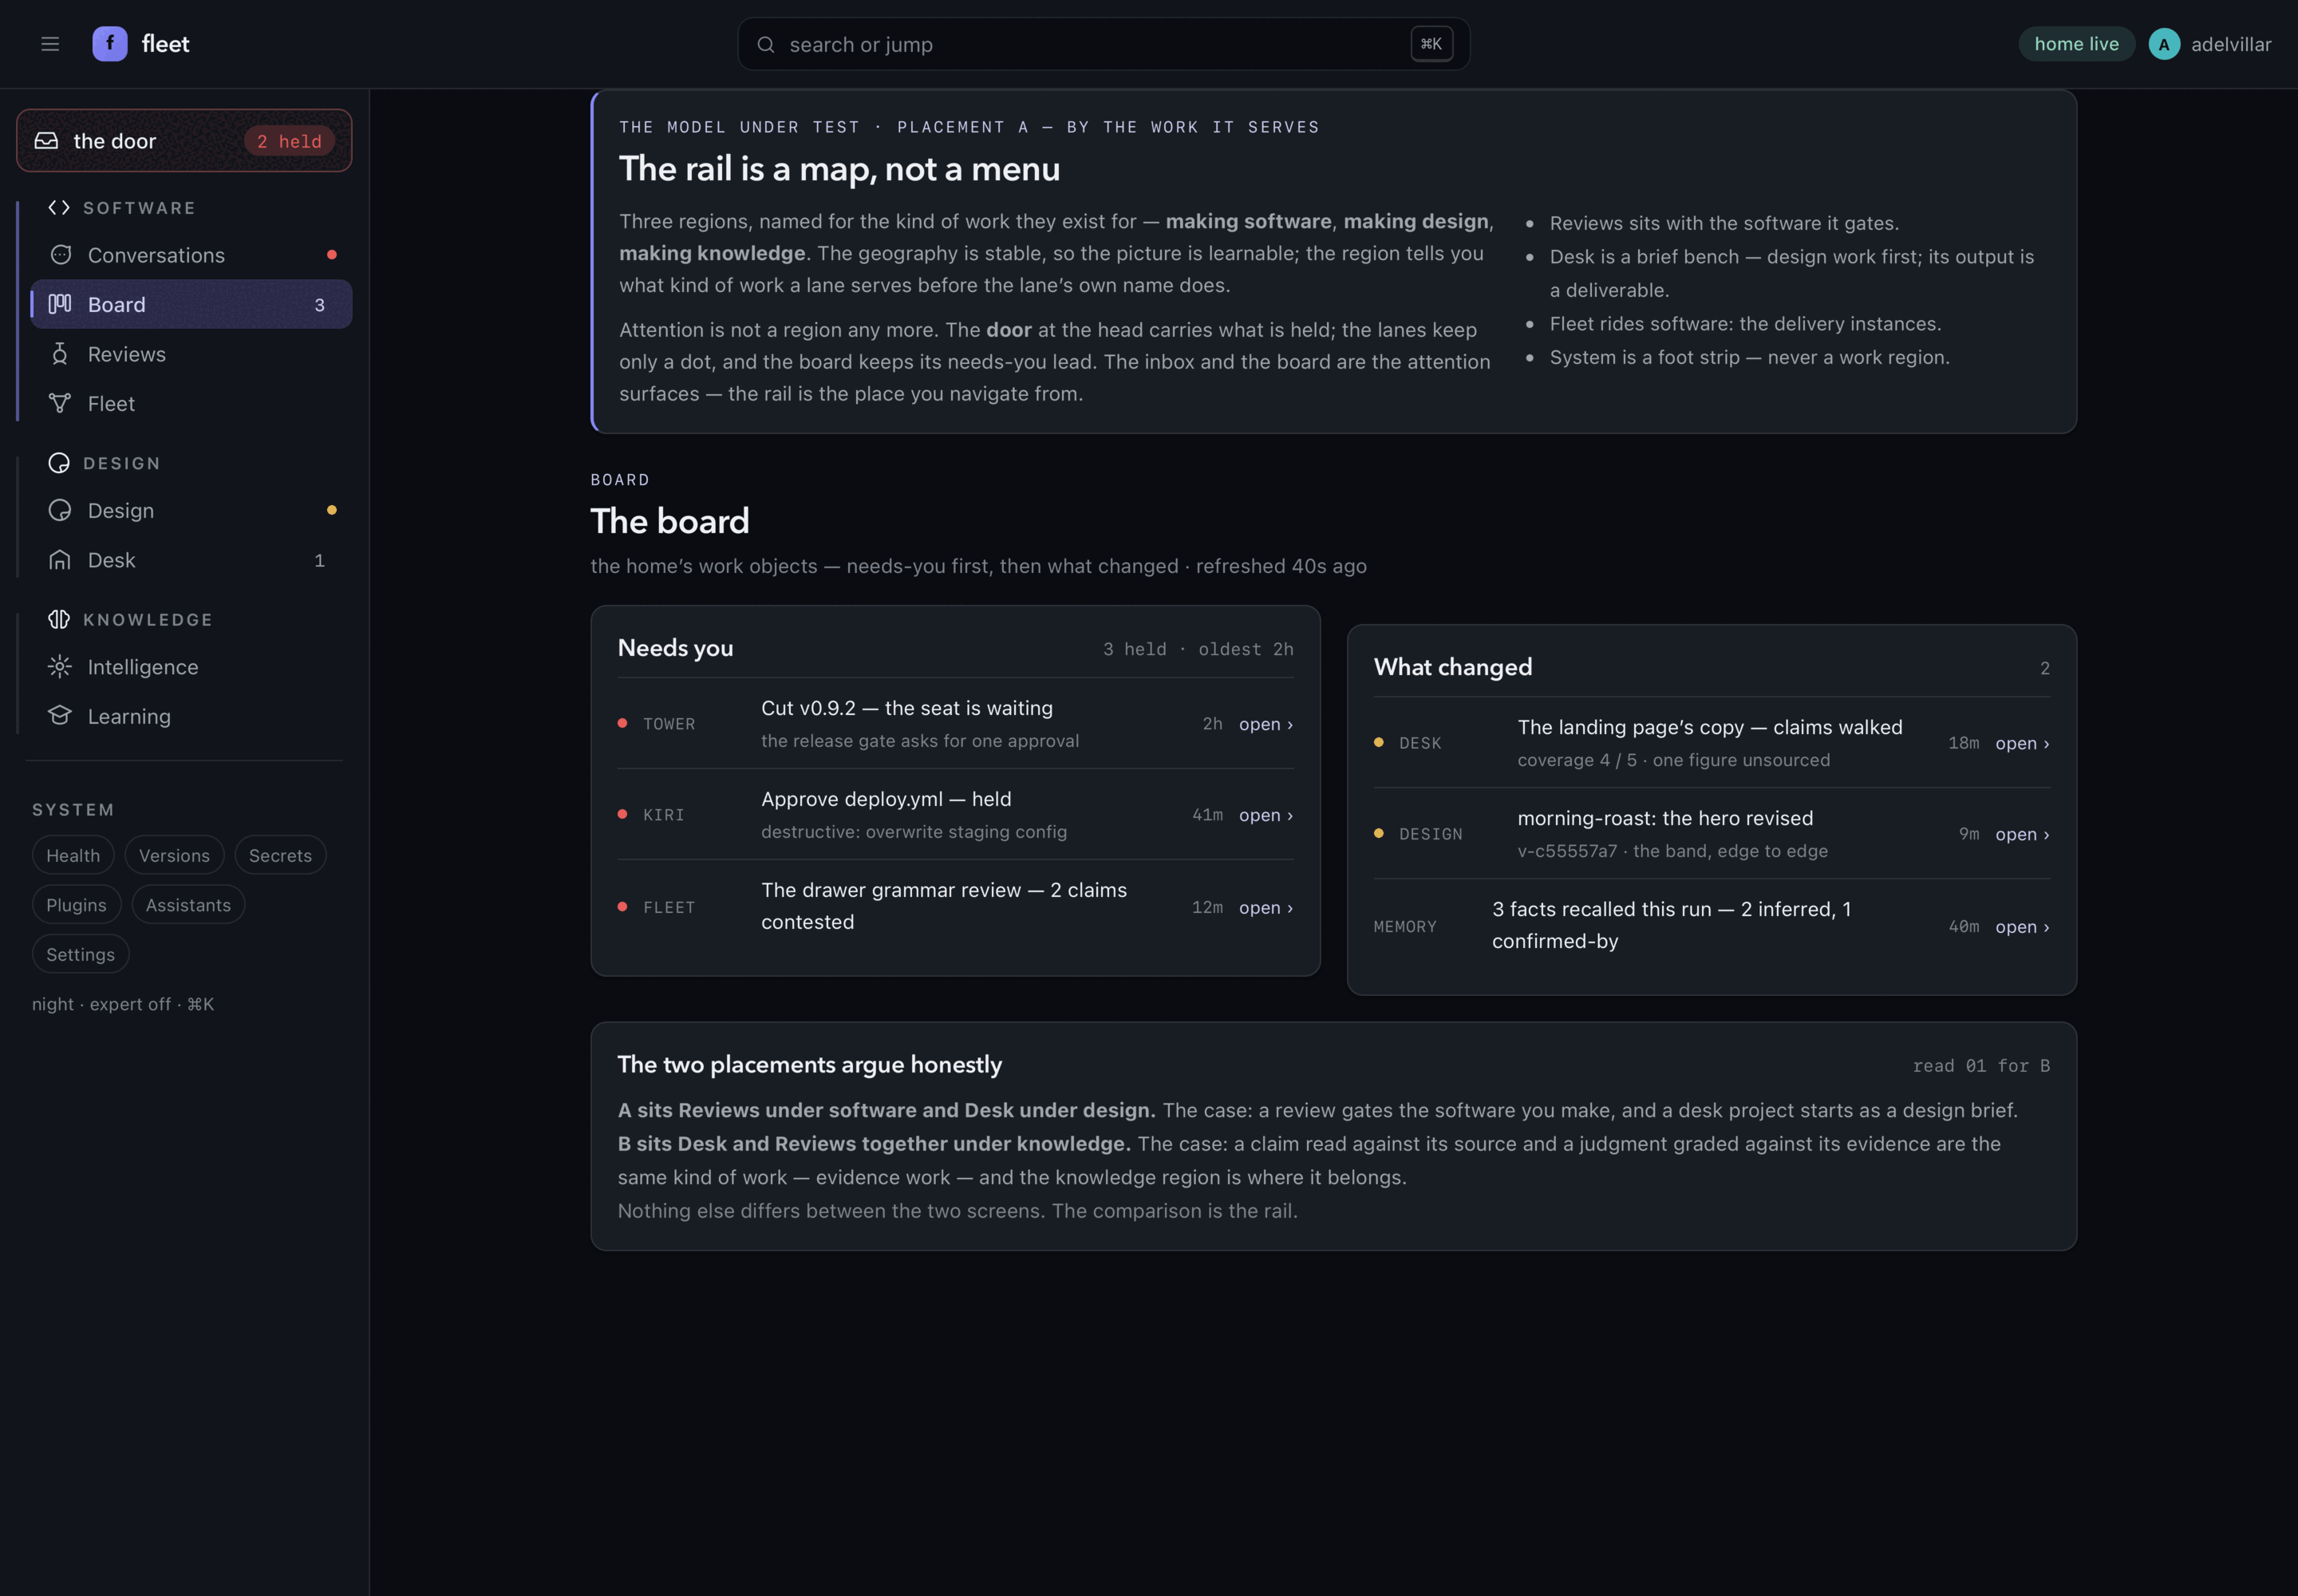 f fleet
search or jump ⌘K
home live A adelvillar
the door 2 held
SOFTWARE
Conversations
Board 3
Reviews
Fleet
DESIGN
Design
Desk 1
KNOWLEDGE
Intelligence
Learning
SYSTEM
Health Versions Secrets
Plugins Assistants
Settings
night · expert off · ⌘K
THE MODEL UNDER TEST · PLACEMENT A — BY THE WORK IT SERVES
The rail is a map, not a menu
Three regions, named for the kind of work they exist for — making software, making design,
making knowledge. The geography is stable, so the picture is learnable; the region tells you
what kind of work a lane serves before the lane’s own name does.
Attention is not a region any more. The door at the head carries what is held; the lanes keep
only a dot, and the board keeps its needs-you lead. The inbox and the board are the attention
surfaces — the rail is the place you navigate from.
• Reviews sits with the software it gates.
• Desk is a brief bench — design work first; its output is
a deliverable.
• Fleet rides software: the delivery instances.
• System is a foot strip — never a work region.
BOARD
The board
the home’s work objects — needs-you first, then what changed · refreshed 40s ago
Needs you 3 held · oldest 2h
TOWER Cut v0.9.2 — the seat is waiting 2h open ›
the release gate asks for one approval
KIRI Approve deploy.yml — held 41m open ›
destructive: overwrite staging config
FLEET The drawer grammar review — 2 claims 12m open ›
contested
What changed 2
DESK The landing page’s copy — claims walked 18m open ›
coverage 4 / 5 · one figure unsourced
DESIGN morning-roast: the hero revised 9m open ›
v-c55557a7 · the band, edge to edge
MEMORY 3 facts recalled this run — 2 inferred, 1 40m open ›
confirmed-by
The two placements argue honestly read 01 for B
A sits Reviews under software and Desk under design. The case: a review gates the software you make, and a desk project starts as a design brief.
B sits Desk and Reviews together under knowledge. The case: a claim read against its source and a judgment graded against its evidence are the
same kind of work — evidence work — and the knowledge region is where it belongs.
Nothing else differs between the two screens. The comparison is the rail.